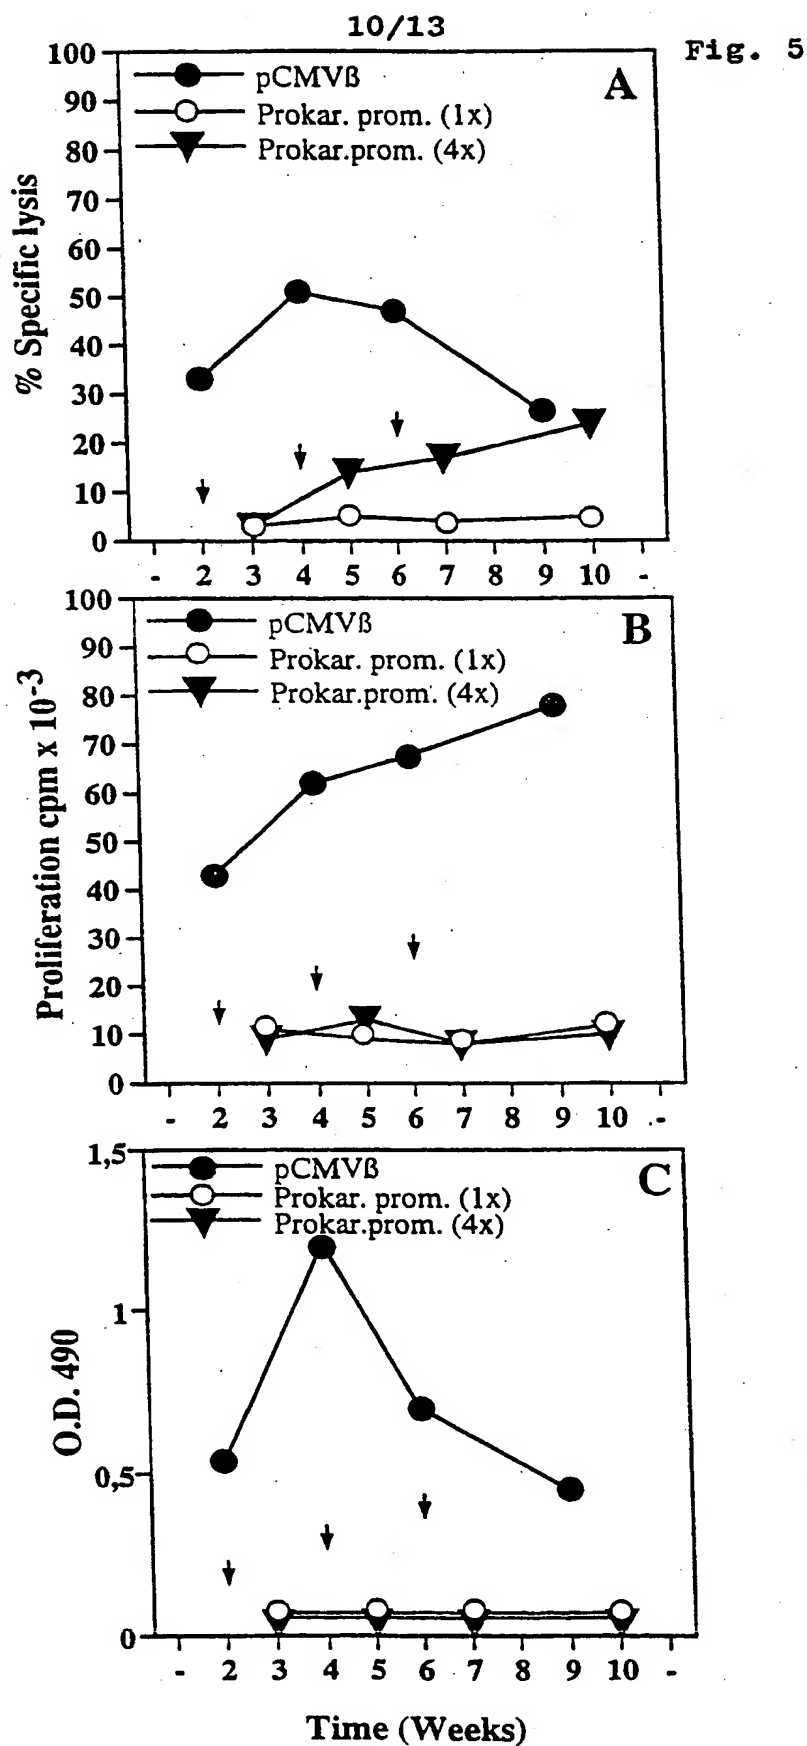 10/13
Fig. 5
A
pCMVß
Prokar. prom. (1x)
Prokar.prom. (4x)
% Specific lysis
100
90
80
70
60
50
40
30
20
10
0
- 2 3 4 5 6 7 8 9 10 -
B
pCMVß
Prokar. prom. (1x)
Prokar.prom. (4x)
Proliferation cpm x 10-3
100
90
80
70
60
50
40
30
20
10
0
- 2 3 4 5 6 7 8 9 10 -
C
pCMVß
Prokar. prom. (1x)
Prokar.prom. (4x)
O.D. 490
1,5
1
0,5
0
- 2 3 4 5 6 7 8 9 10 -
Time (Weeks)